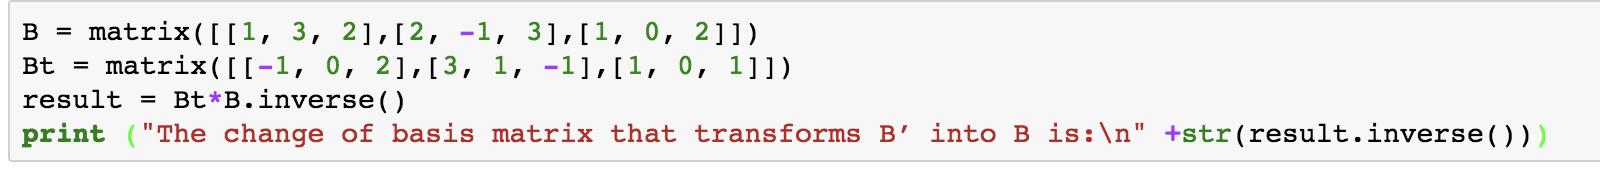 B = matrix([[1, 3, 2],[2, -1, 3],[1, 0, 2]])
Bt = matrix([[-1, 0, 2],[3, 1, -1],[1, 0, 1]])
result = Bt*B.inverse()
print ("The change of basis matrix that transforms B’ into B is:\n" +str(result.inverse()))